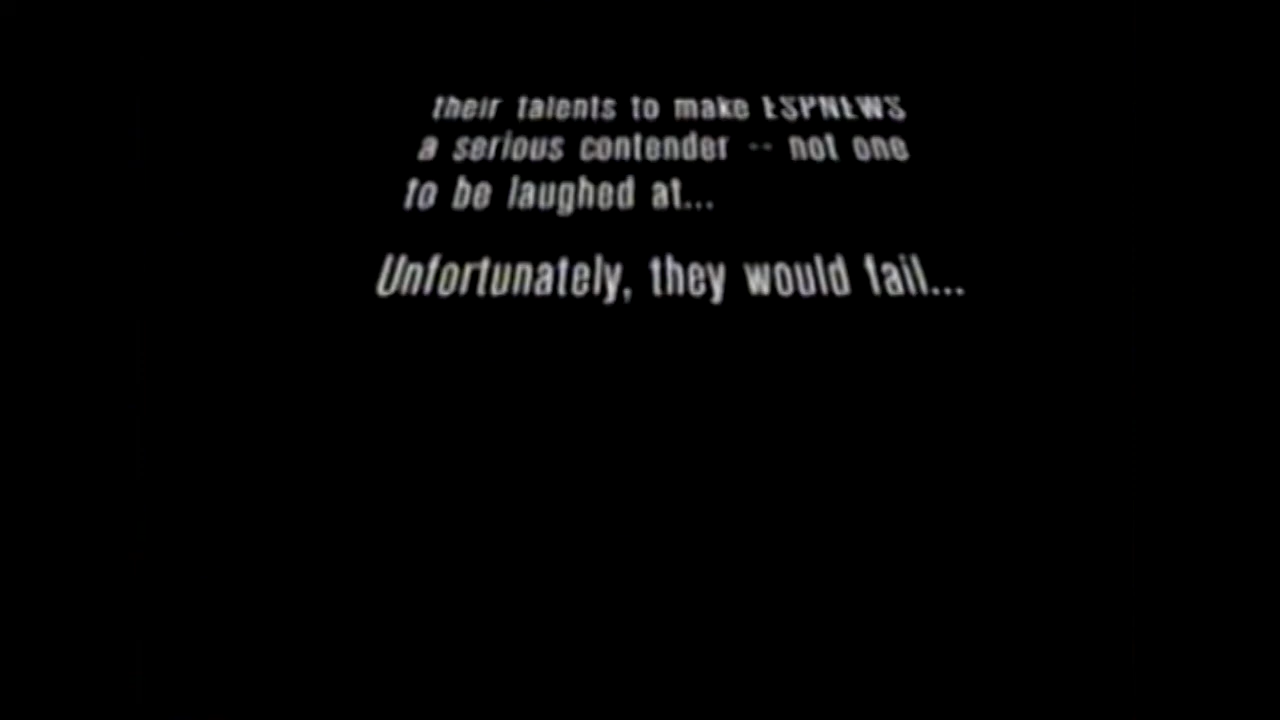 their talents to make ESPNEWS
a serious contender -- not one
to be laughed at...
Unfortunately, they would fail...